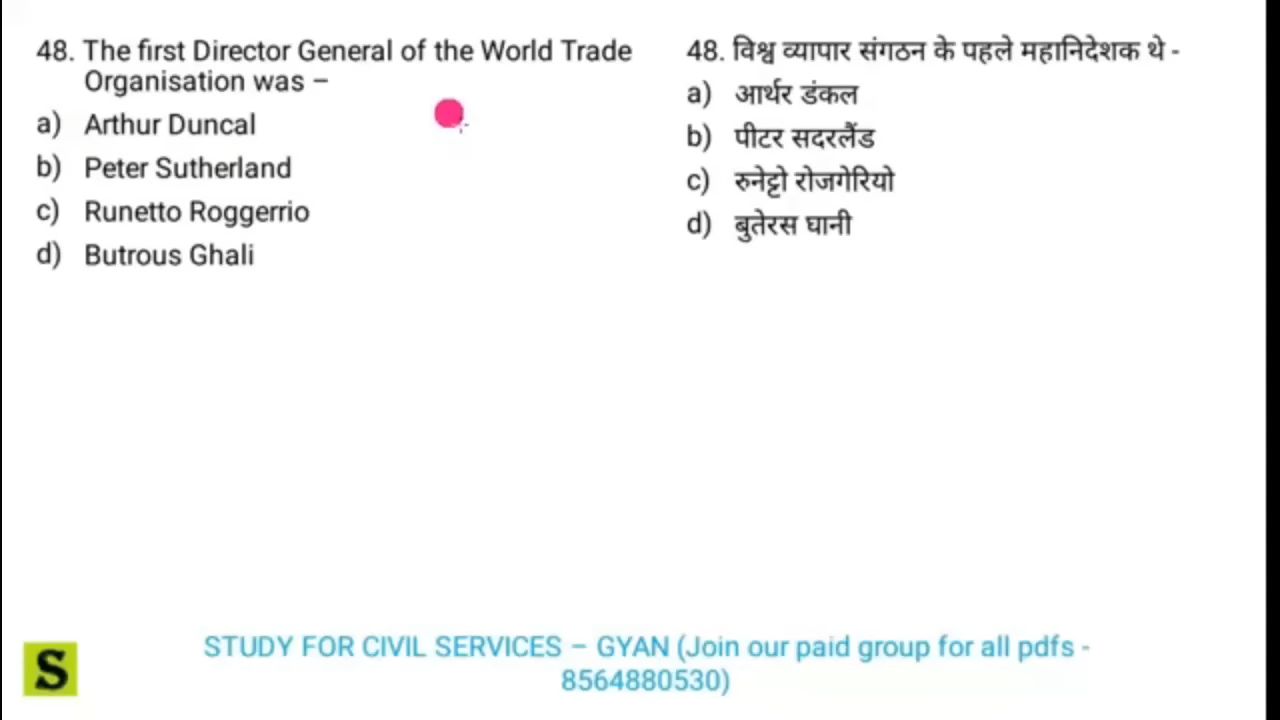 48. The first Director General of the World Trade
Organisation was –
a) Arthur Duncal
b) Peter Sutherland
c) Runetto Roggerrio
d) Butrous Ghali
48. विश्व व्यापार संगठन के पहले महानिदेशक थे -
a) आर्थर डंकल
b) पीटर सदरलैंड
c) रुनेट्टो रोजगेरियो
d) बुतेरस घानी
S
STUDY FOR CIVIL SERVICES – GYAN (Join our paid group for all pdfs -
8564880530)